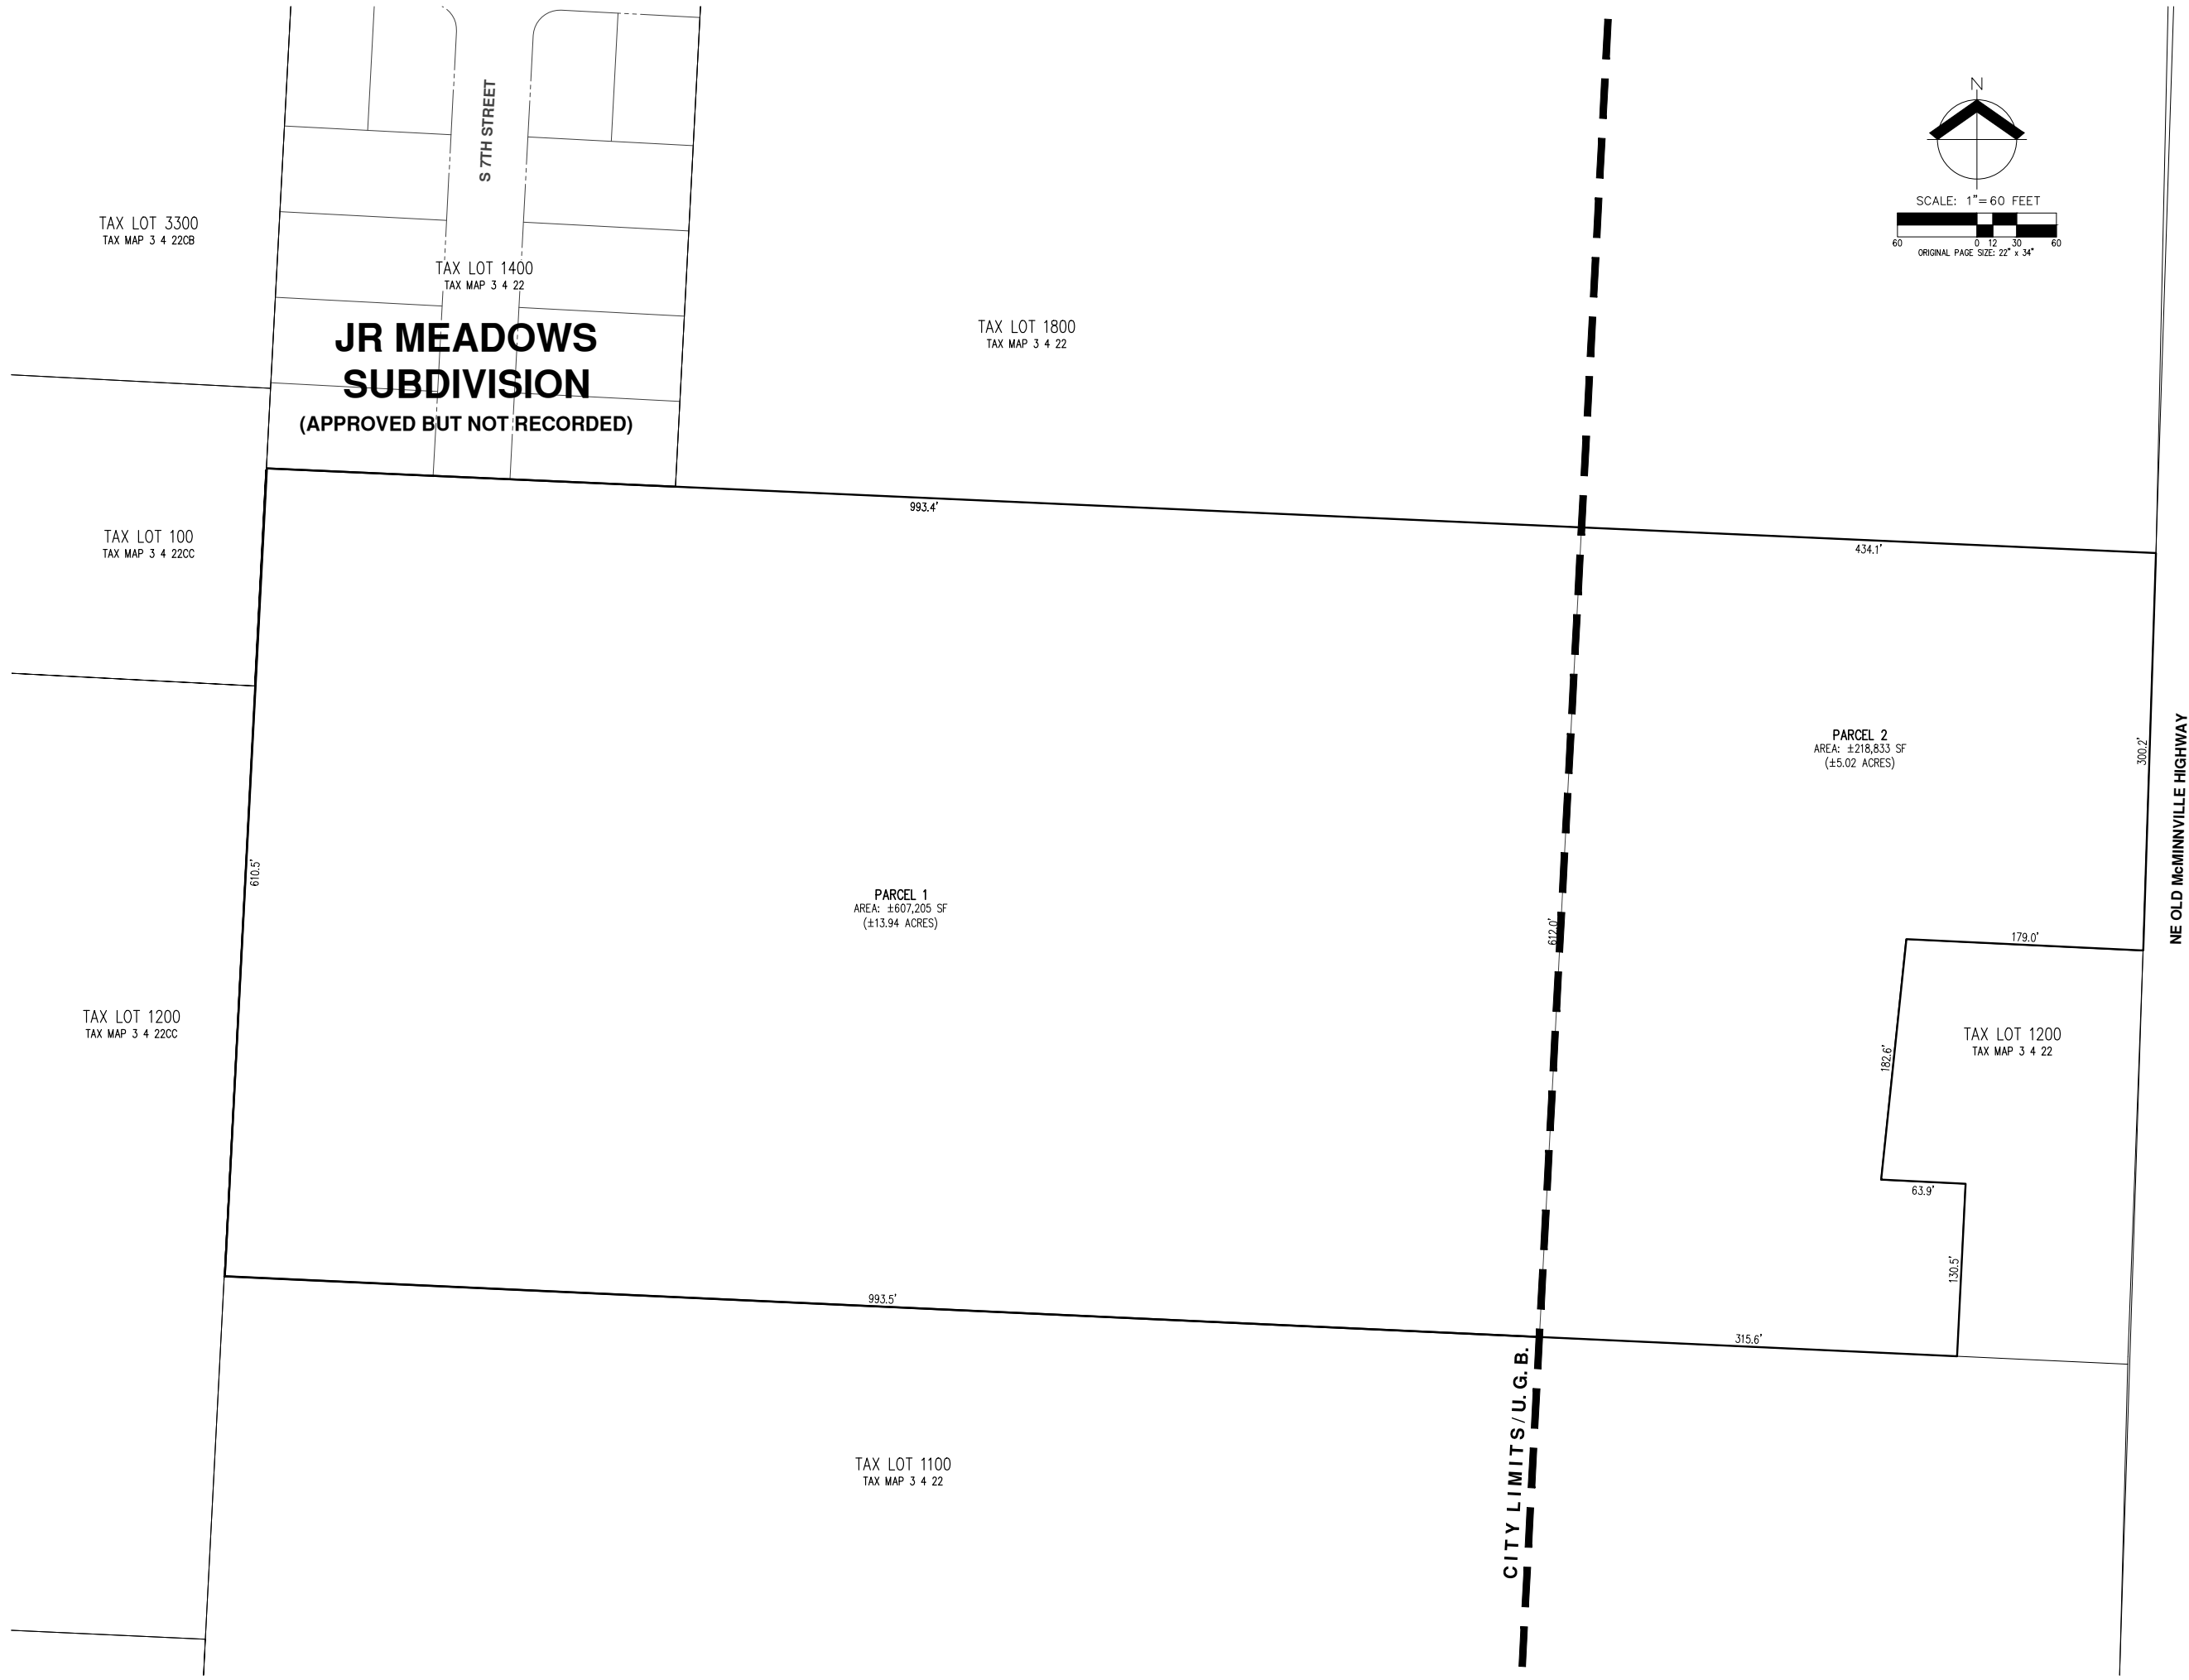 S 7TH STREET
N
SCALE: 1"=60 FEET
60 0 12 30 60
ORIGINAL PAGE SIZE: 22" x 34"
TAX LOT 3300
TAX MAP 3 4 22CB
TAX LOT 1400
TAX MAP 3 4 22
JR MEADOWS
SUBDIVISION
(APPROVED BUT NOT RECORDED)
TAX LOT 1800
TAX MAP 3 4 22
993.4'
434.1'
TAX LOT 100
TAX MAP 3 4 22CC
PARCEL 2
AREA: ±218,833 SF
(±5.02 ACRES)
300.2'
NE OLD McMINNVILLE HIGHWAY
610.5'
PARCEL 1
AREA: ±607,205 SF
(±13.94 ACRES)
612.0'
179.0'
TAX LOT 1200
TAX MAP 3 4 22CC
182.6'
TAX LOT 1200
TAX MAP 3 4 22
63.9'
130.5'
993.5'
315.6'
CITY LIMITS/U.G.B.
TAX LOT 1100
TAX MAP 3 4 22